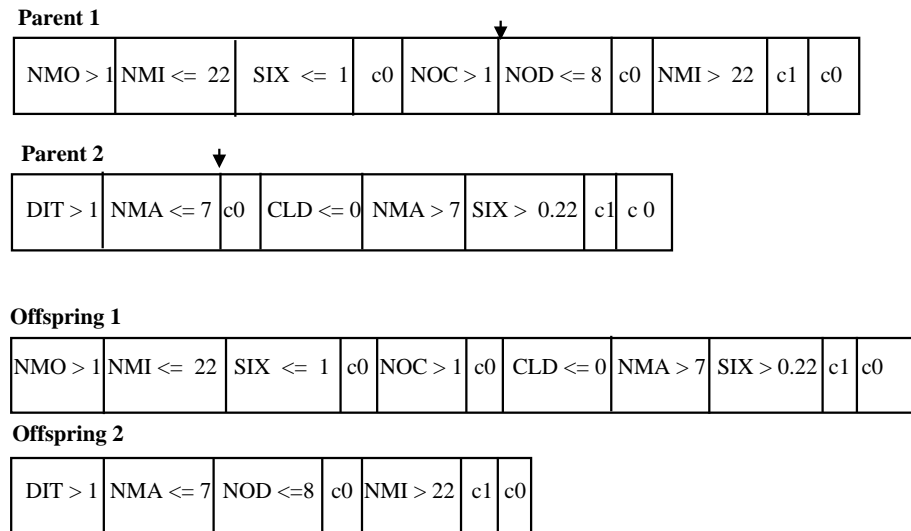 Parent 1
NMO > 1 NMI <= 22 SIX <= 1 c0 NOC > 1 NOD <= 8 c0 NMI > 22 c1 c0
Parent 2
DIT > 1 NMA <= 7 c0 CLD <= 0 NMA > 7 SIX > 0.22 c1 c 0
Offspring 1
NMO > 1 NMI <= 22 SIX <= 1 c0 NOC > 1 c0 CLD <= 0 NMA > 7 SIX > 0.22 c1 c0
Offspring 2
DIT > 1 NMA <= 7 NOD <=8 c0 NMI > 22 c1 c0